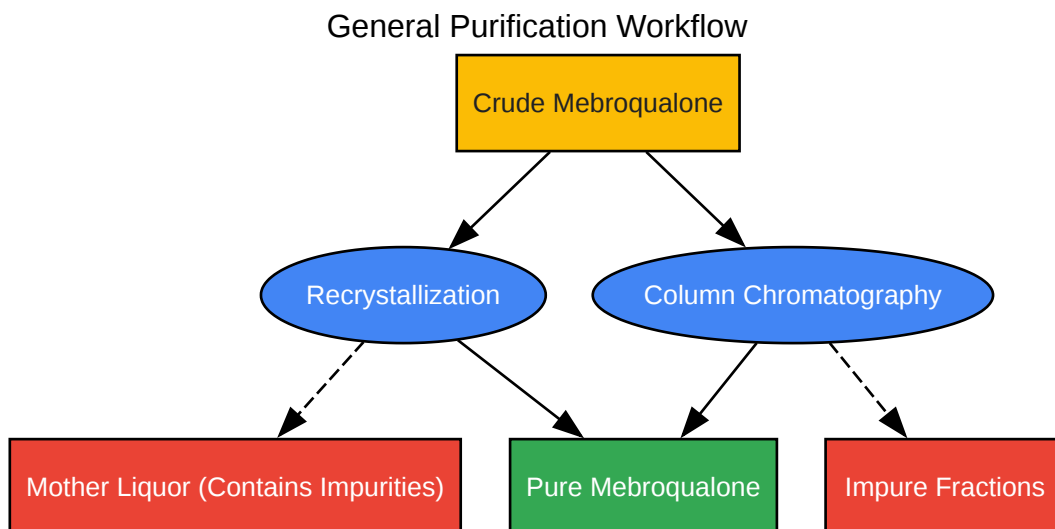 General Purification Workflow
Crude Mebroqualone
Recrystallization
Column Chromatography
Mother Liquor (Contains Impurities)
Pure Mebroqualone
Impure Fractions